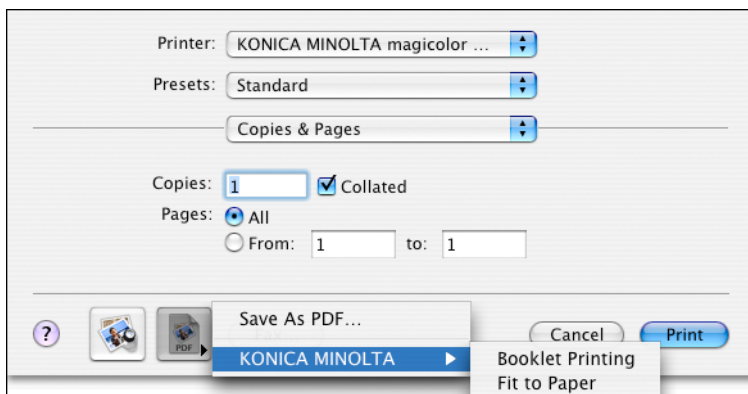 Printer: KONICA MINOLTA magicolor ...
Presets: Standard
Copies & Pages
Copies: 1 Collated
Pages: All
From: 1 to: 1
? PDF Save As PDF... Cancel Print
KONICA MINOLTA Booklet Printing
Fit to Paper